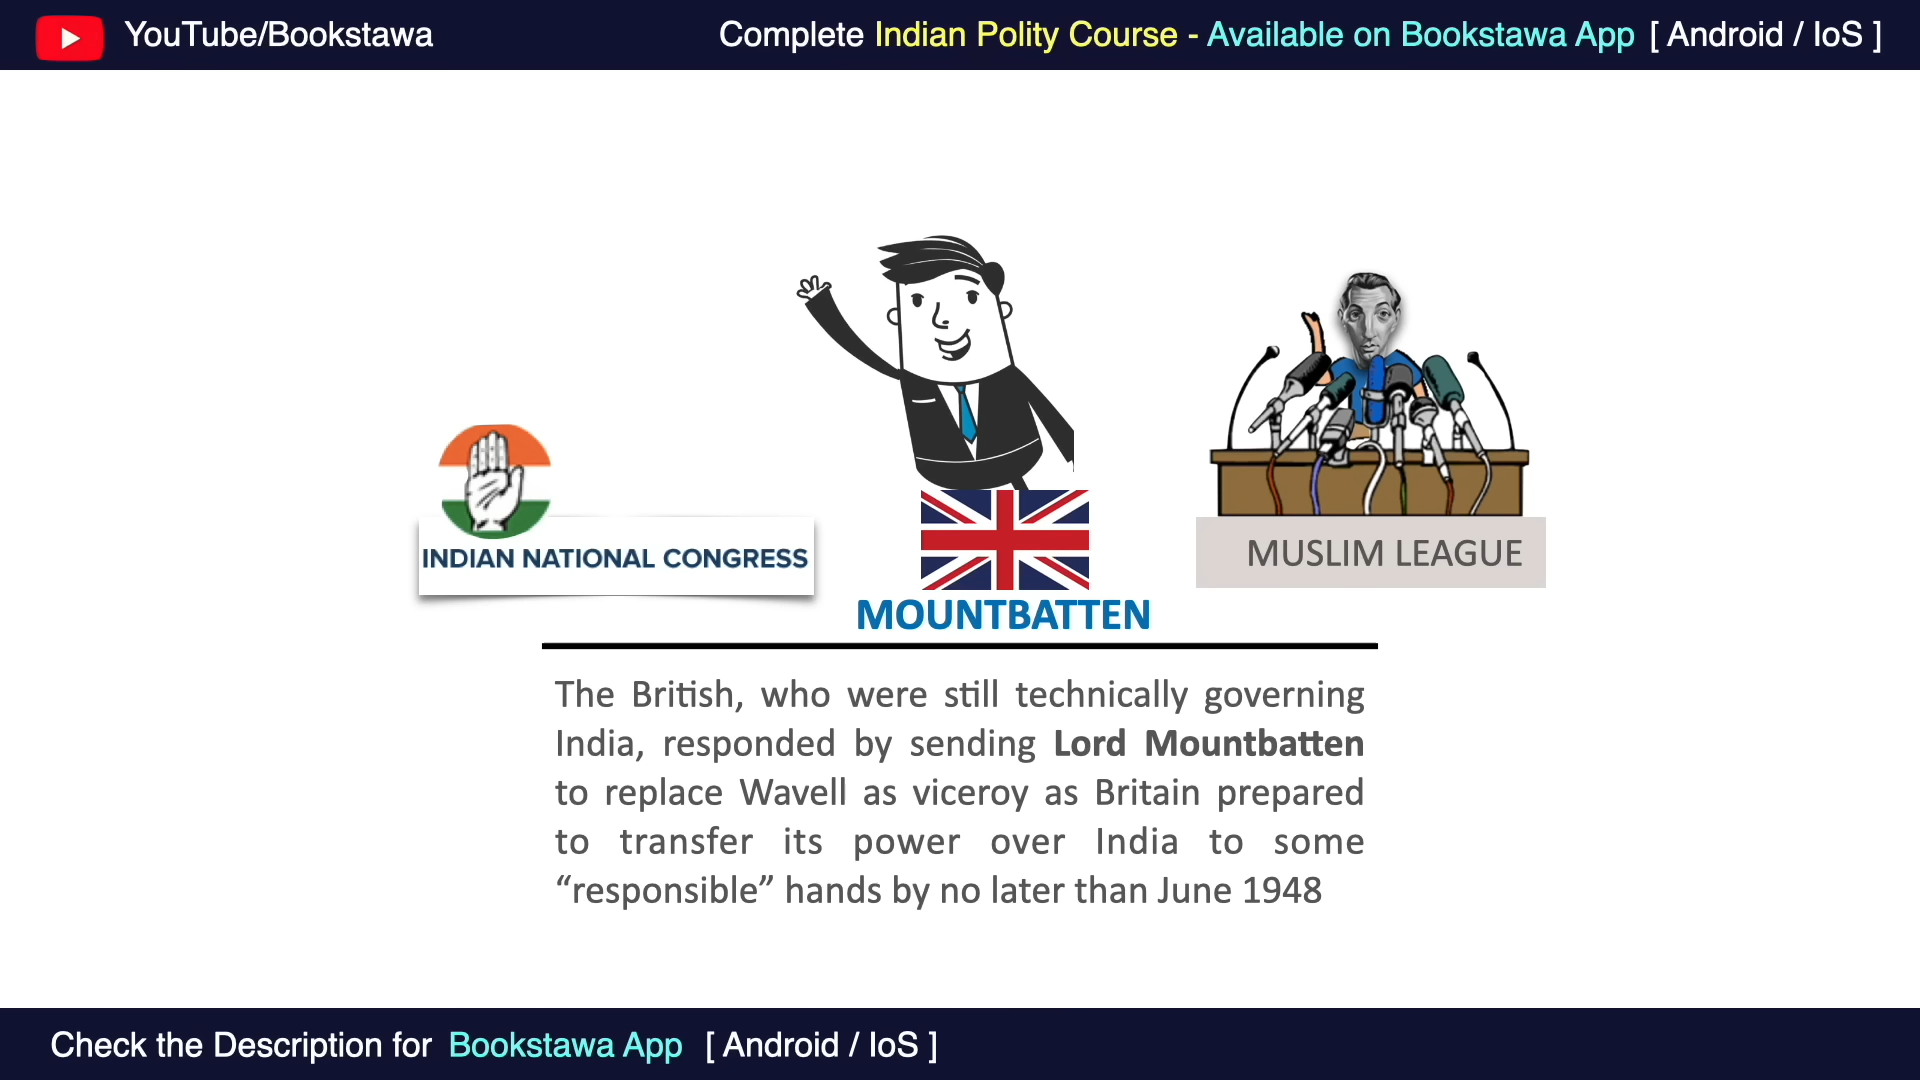 YouTube/Bookstawa
Complete Indian Polity Course - Available on Bookstawa App [ Android / IoS ]
INDIAN NATIONAL CONGRESS
MUSLIM LEAGUE
MOUNTBATTEN
The British, who were still technically governing
India, responded by sending Lord Mountbatten
to replace Wavell as viceroy as Britain prepared
to transfer its power over India to some
“responsible” hands by no later than June 1948
Check the Description for Bookstawa App [ Android / IoS ]